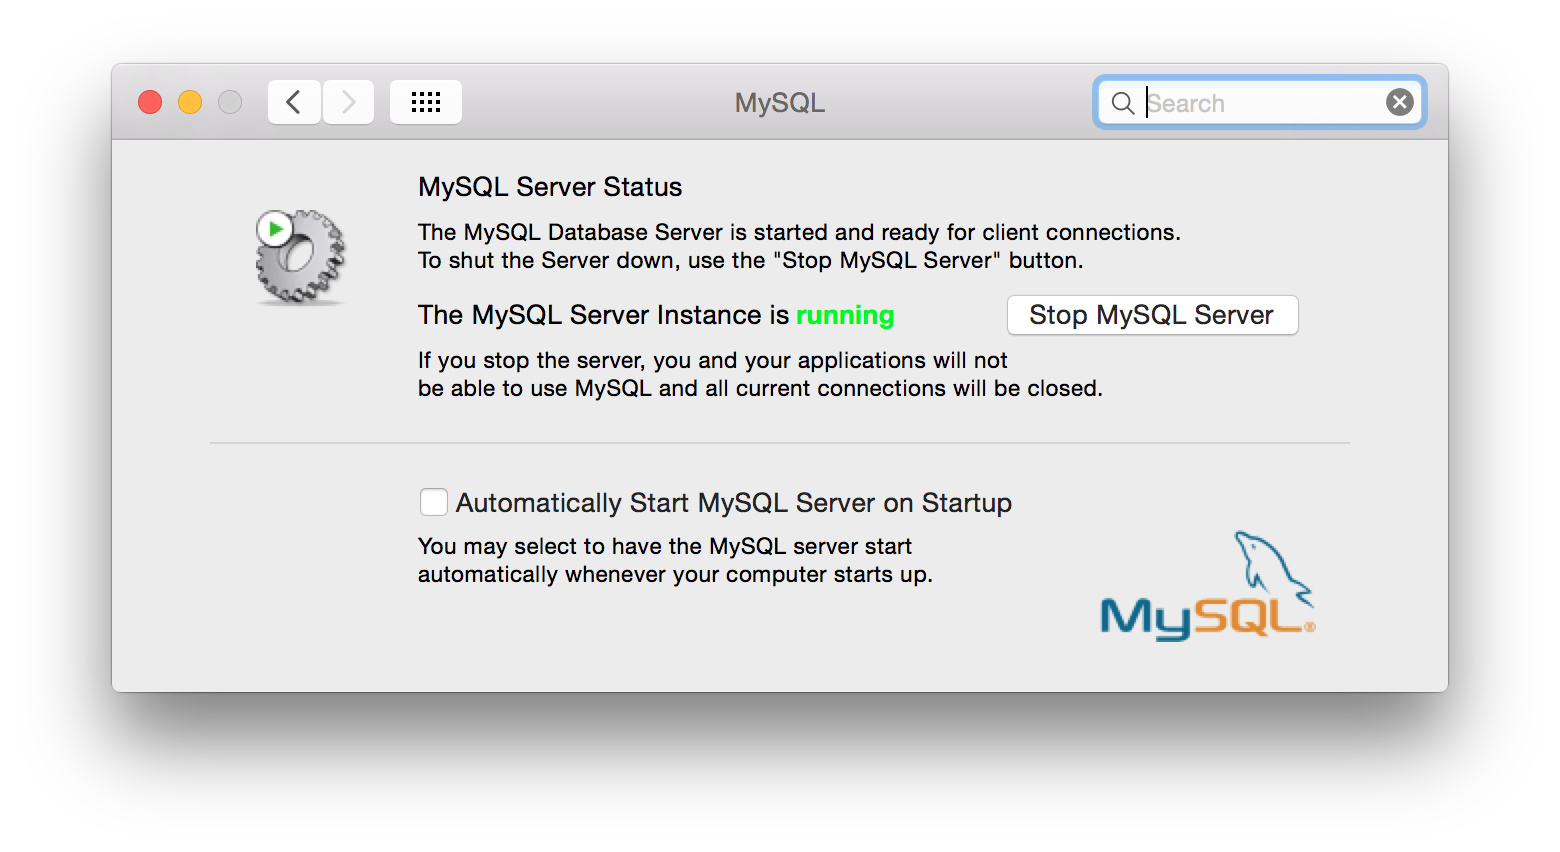 MySQL
Search
MySQL Server Status
The MySQL Database Server is started and ready for client connections.
To shut the Server down, use the "Stop MySQL Server" button.
The MySQL Server Instance is running
Stop MySQL Server
If you stop the server, you and your applications will not
be able to use MySQL and all current connections will be closed.
Automatically Start MySQL Server on Startup
You may select to have the MySQL server start
automatically whenever your computer starts up.
MySQL®